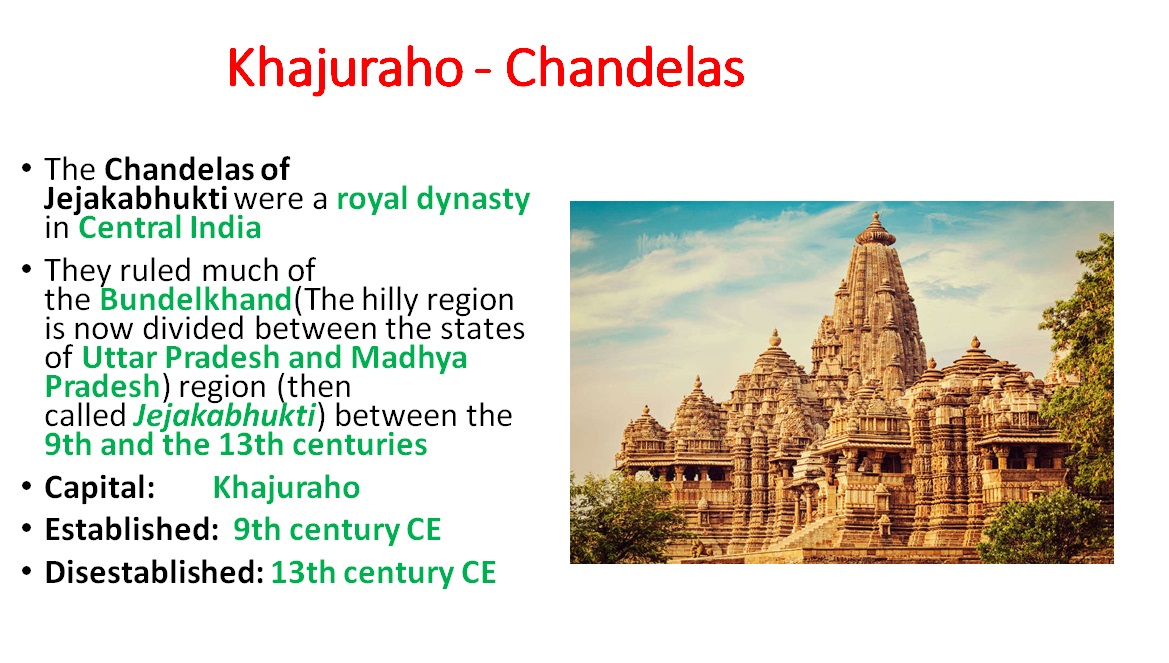 Khajuraho - Chandelas
• The Chandelas of
Jejakabhukti were a royal dynasty
in Central India
• They ruled much of
the Bundelkhand(The hilly region
is now divided between the states
of Uttar Pradesh and Madhya
Pradesh) region (then
called Jejakabhukti) between the
9th and the 13th centuries
• Capital: Khajuraho
• Established: 9th century CE
• Disestablished: 13th century CE